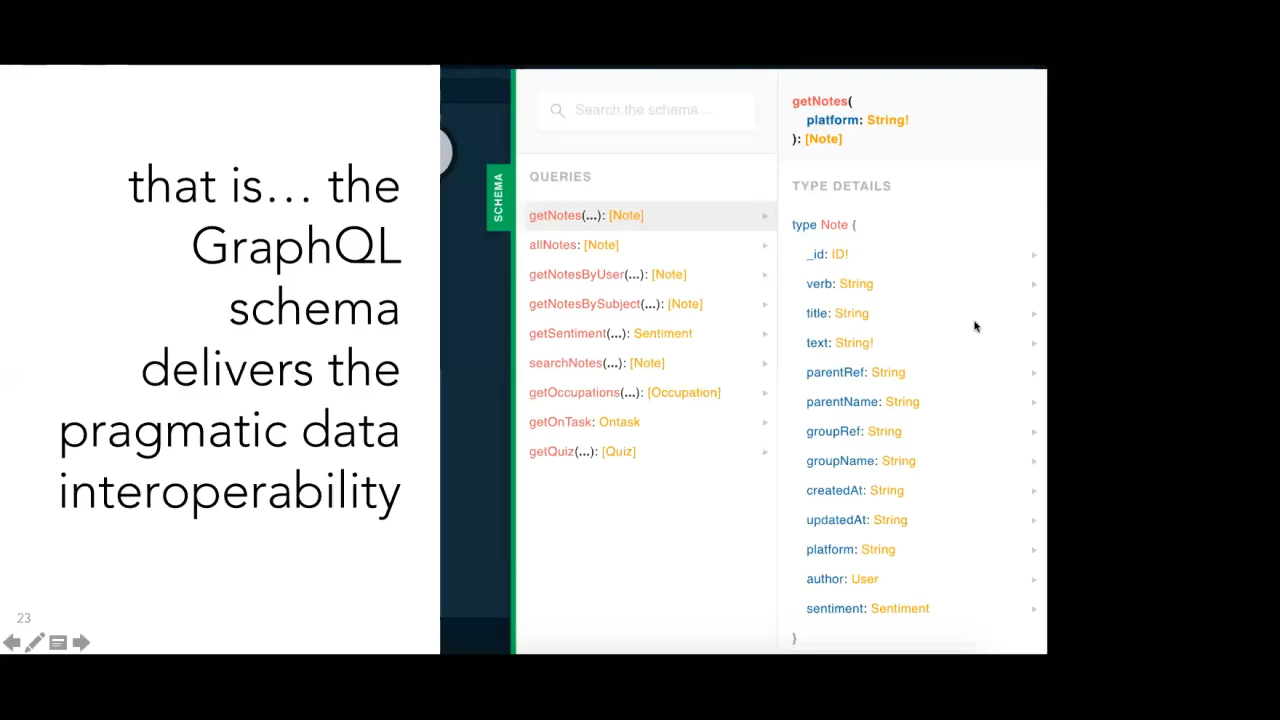 that is… the
GraphQL
schema
delivers the
pragmatic data
interoperability
23
SCHEMA
Search the schema ...
QUERIES
getNotes(...): [Note]
allNotes: [Note]
getNotesByUser(...): [Note]
getNotesBySubject(...): [Note]
getSentiment(...): Sentiment
searchNotes(...): [Note]
getOccupations(...): [Occupation]
getOnTask: Ontask
getQuiz(...): [Quiz]
getNotes(
platform: String!
): [Note]
TYPE DETAILS
type Note {
_id: ID!
verb: String
title: String
text: String!
parentRef: String
parentName: String
groupRef: String
groupName: String
createdAt: String
updatedAt: String
platform: String
author: User
sentiment: Sentiment
}